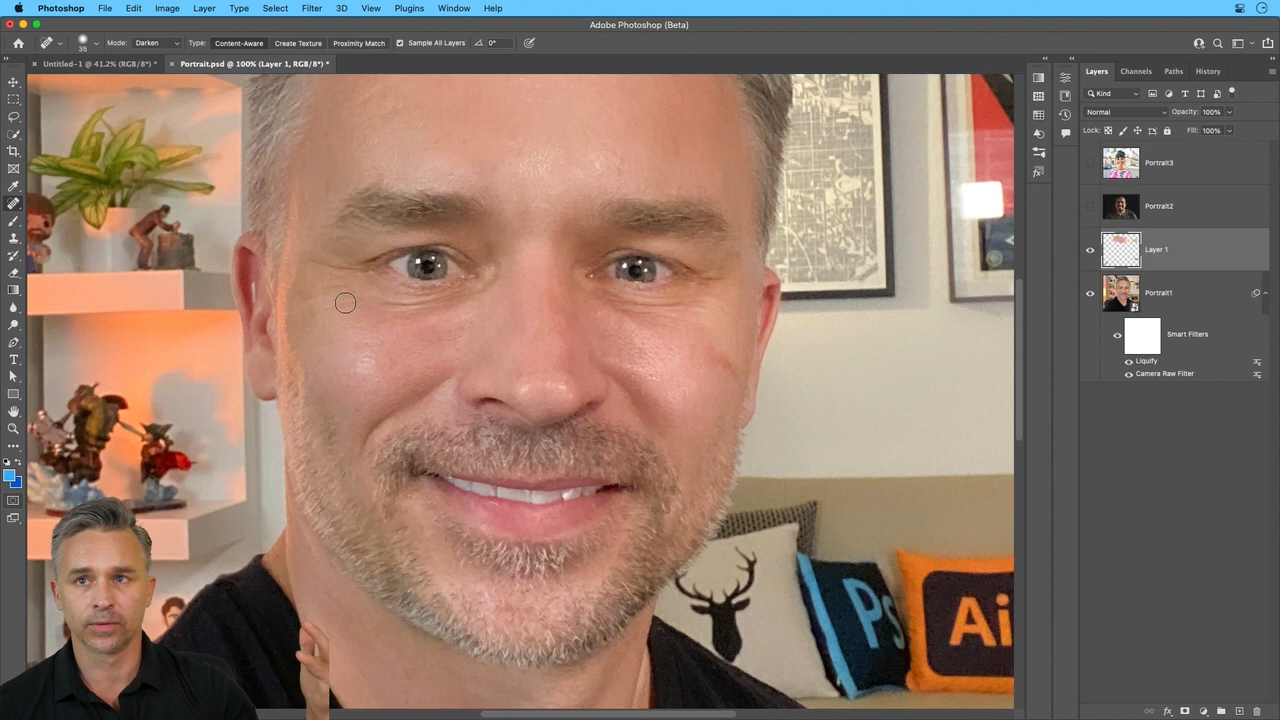 Photoshop File Edit Image Layer Type Select Filter 3D View Plugins Window Help
Adobe Photoshop (Beta)
35 Mode: Darken Type: Content-Aware Create Texture Proximity Match Sample All Layers 0°
Untitled-1 @ 41.2% (RGB/8*) * Portrait.psd @ 100% (Layer 1, RGB/8*) *
Layers Channels Paths History
Kind
Normal Opacity: 100%
Lock: Fill: 100%
Portrait3
Portrait2
Layer 1
Portrait1
Smart Filters
Liquify
Camera Raw Filter
Ps
Ai